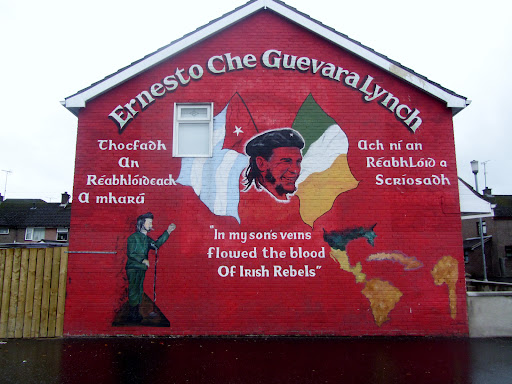 Ernesto Che Guevara Lynch
Thocfadh
An
Réabhlóideach
A mharú
Ach ní an
Réabhlóid a
Scríosadh
"In my son's veins
flowed the blood
Of Irish Rebels"